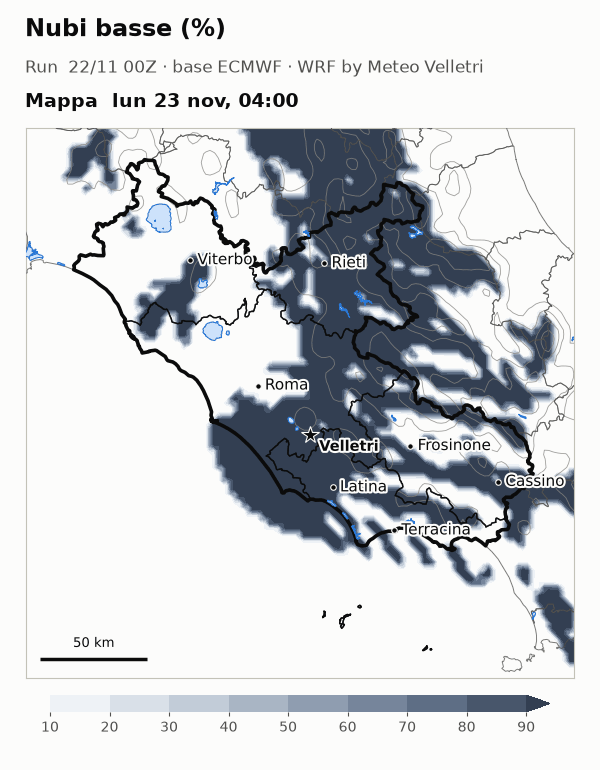 Nubi basse (%)
Run  22/11 00Z · base ECMWF · WRF by Meteo Velletri
Mappa  lun 23 nov, 04:00
Viterbo
Rieti
Roma
Velletri
Frosinone
Latina
Cassino
Terracina
50 km
10 20 30 40 50 60 70 80 90